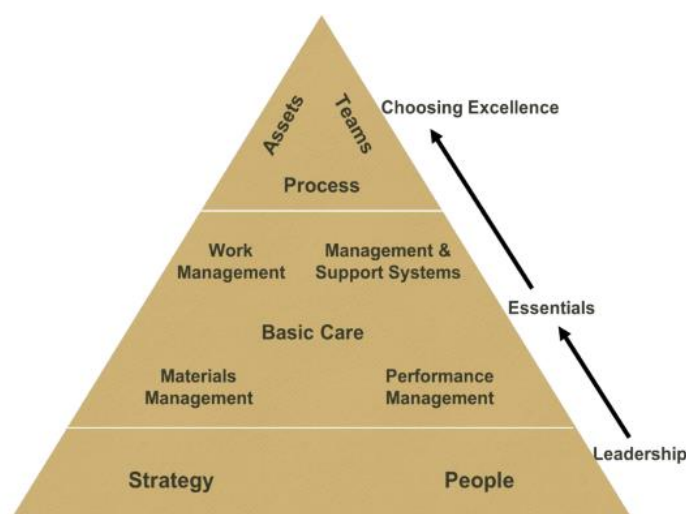 Assets
Teams
Choosing Excellence
Process
Work
Management
Management &
Support Systems
Essentials
Basic Care
Materials
Management
Performance
Management
Leadership
Strategy
People